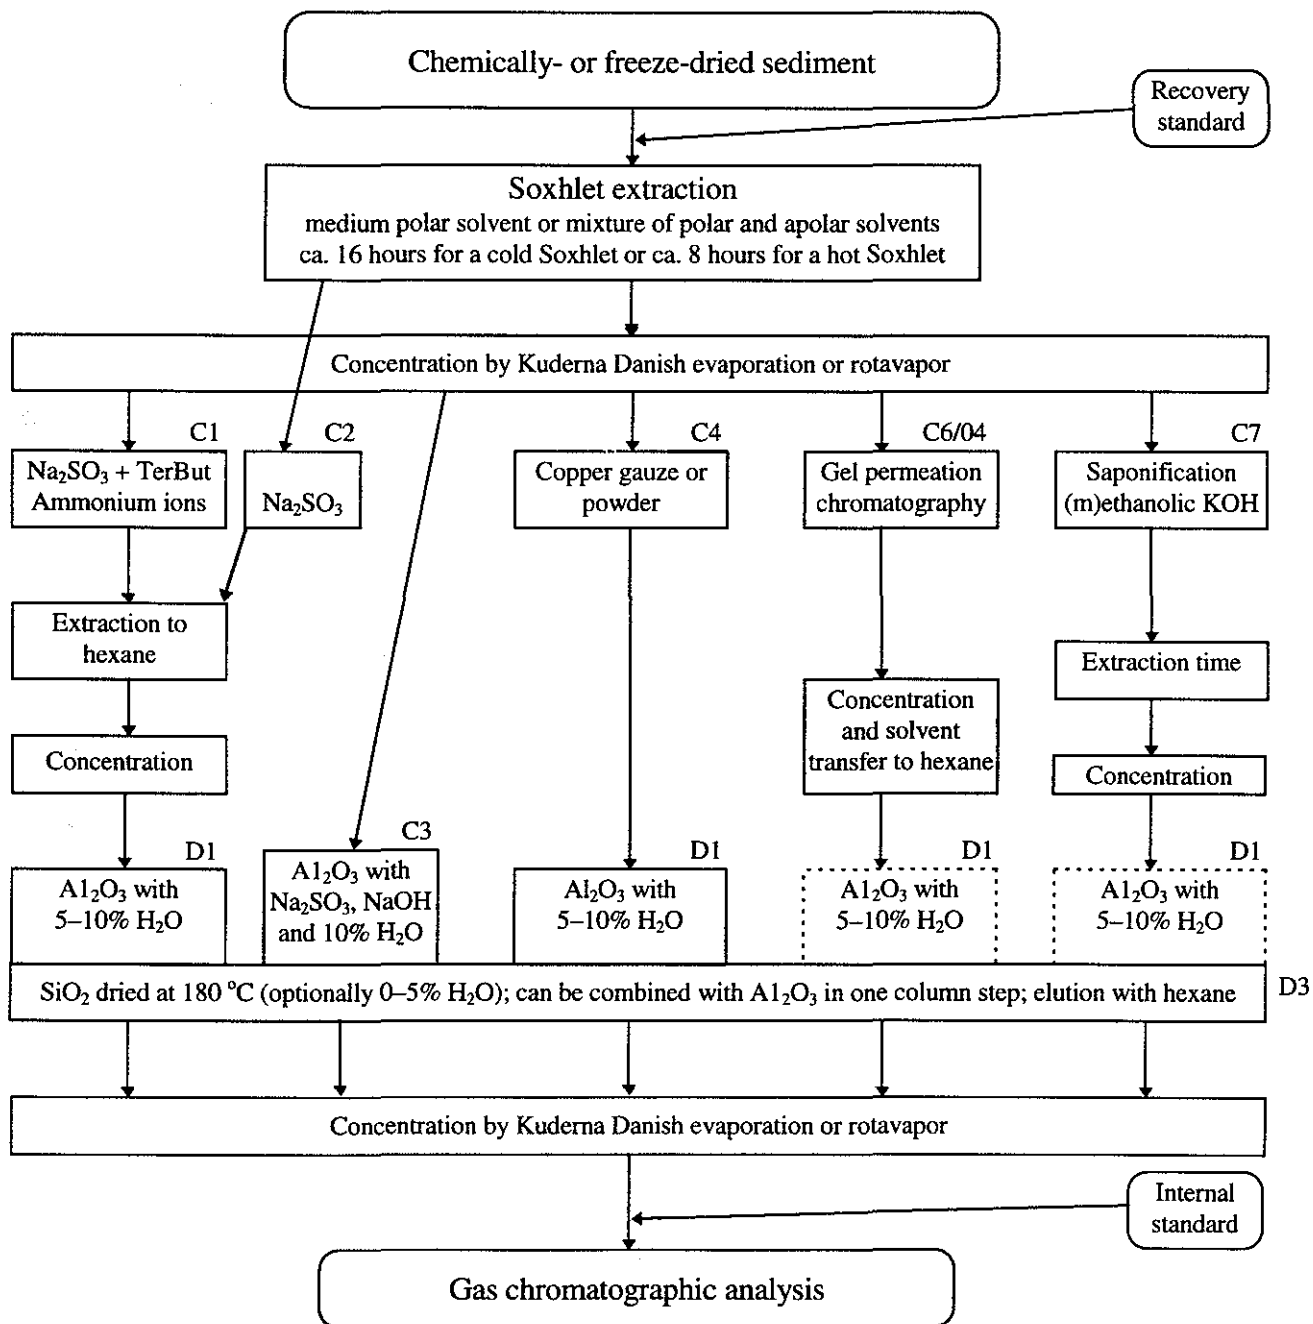 Chemically- or freeze-dried sediment
Recovery
standard
Soxhlet extraction
medium polar solvent or mixture of polar and apolar solvents
ca. 16 hours for a cold Soxhlet or ca. 8 hours for a hot Soxhlet
Concentration by Kuderna Danish evaporation or rotavapor
C1
Na₂SO₃ + TerBut
Ammonium ions
C2
Na₂SO₃
C4
Copper gauze or
powder
C6/04
Gel permeation
chromatography
C7
Saponification
(m)ethanolic KOH
Extraction to
hexane
Extraction time
Concentration
Concentration
and solvent
transfer to hexane
Concentration
D1
A1₂O₃ with
5–10% H₂O
C3
A1₂O₃ with
Na₂SO₃, NaOH
and 10% H₂O
D1
Al₂O₃ with
5–10% H₂O
D1
A1₂O₃ with
5–10% H₂O
D1
A1₂O₃ with
5–10% H₂O
SiO₂ dried at 180 °C (optionally 0–5% H₂O); can be combined with A1₂O₃ in one column step; elution with hexane
D3
Concentration by Kuderna Danish evaporation or rotavapor
Internal
standard
Gas chromatographic analysis